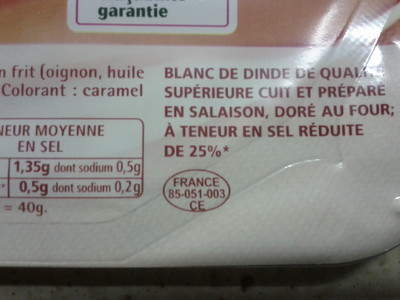 garantie
n frit (oignon, huile
Colorant : caramel
NEUR MOYENNE
EN SEL
1,35g dont sodium 0,5g
0,5g dont sodium 0,2g
= 40g.
BLANC DE DINDE DE
SUPÉRIEURE CUIT ET PRÉPARÉ
EN SALAISON, DORÉ AU FOUR;
À TENEUR EN SEL RÉDUITE
DE 25%*
FRANCE
85-051-003
CE